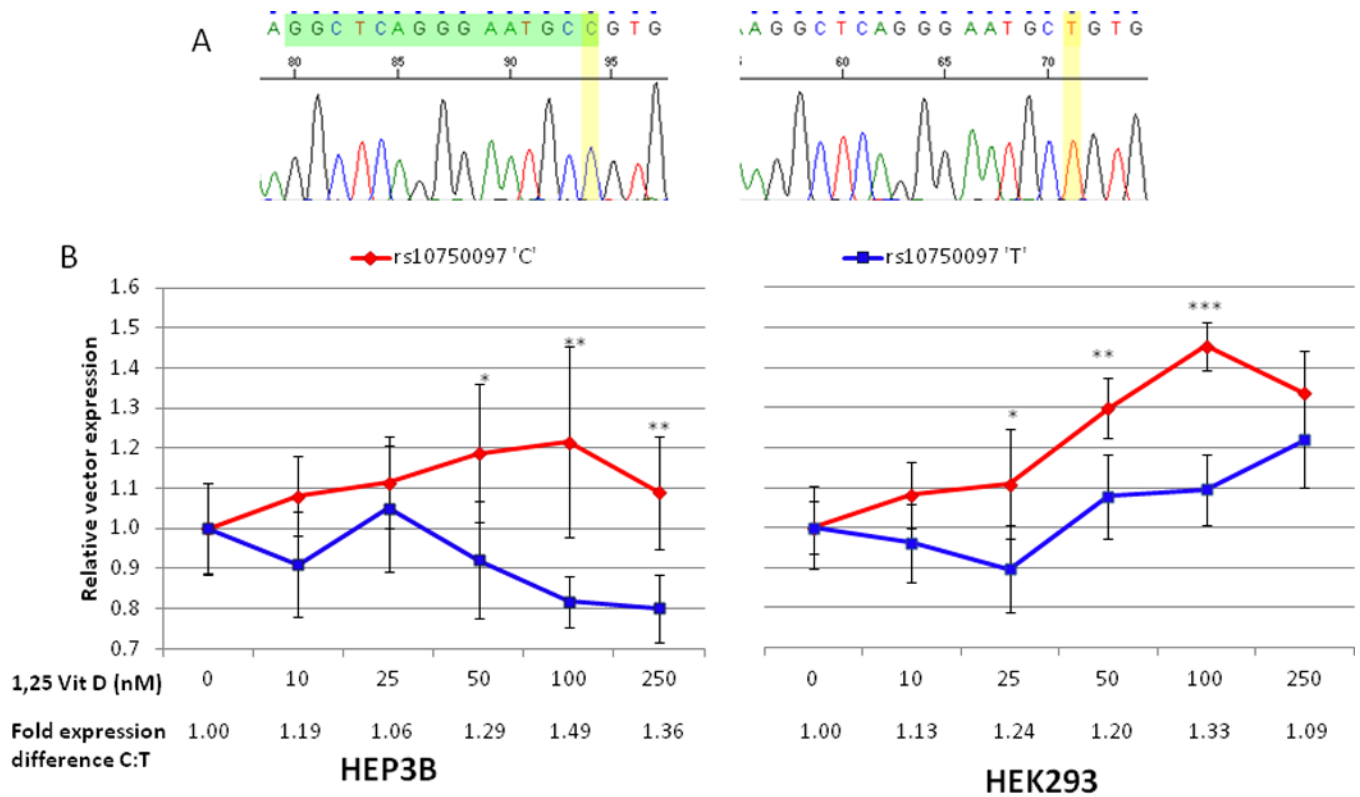 A
A G G C T C A G G G A A T G C C G T G
80 85 90 95
A A G G C T C A G G G A A T G C T G T G
60 65 70
B
rs10750097 'C'
rs10750097 'T'
Relative vector expression
1.6
1.5
1.4
1.3
1.2
1.1
1.0
0.9
0.8
0.7
* ** **
* ** ***
1,25 Vit D (nM) 0 10 25 50 100 250 0 10 25 50 100 250
Fold expression 1.00 1.19 1.06 1.29 1.49 1.36 1.00 1.13 1.24 1.20 1.33 1.09
difference C:T
HEP3B
HEK293